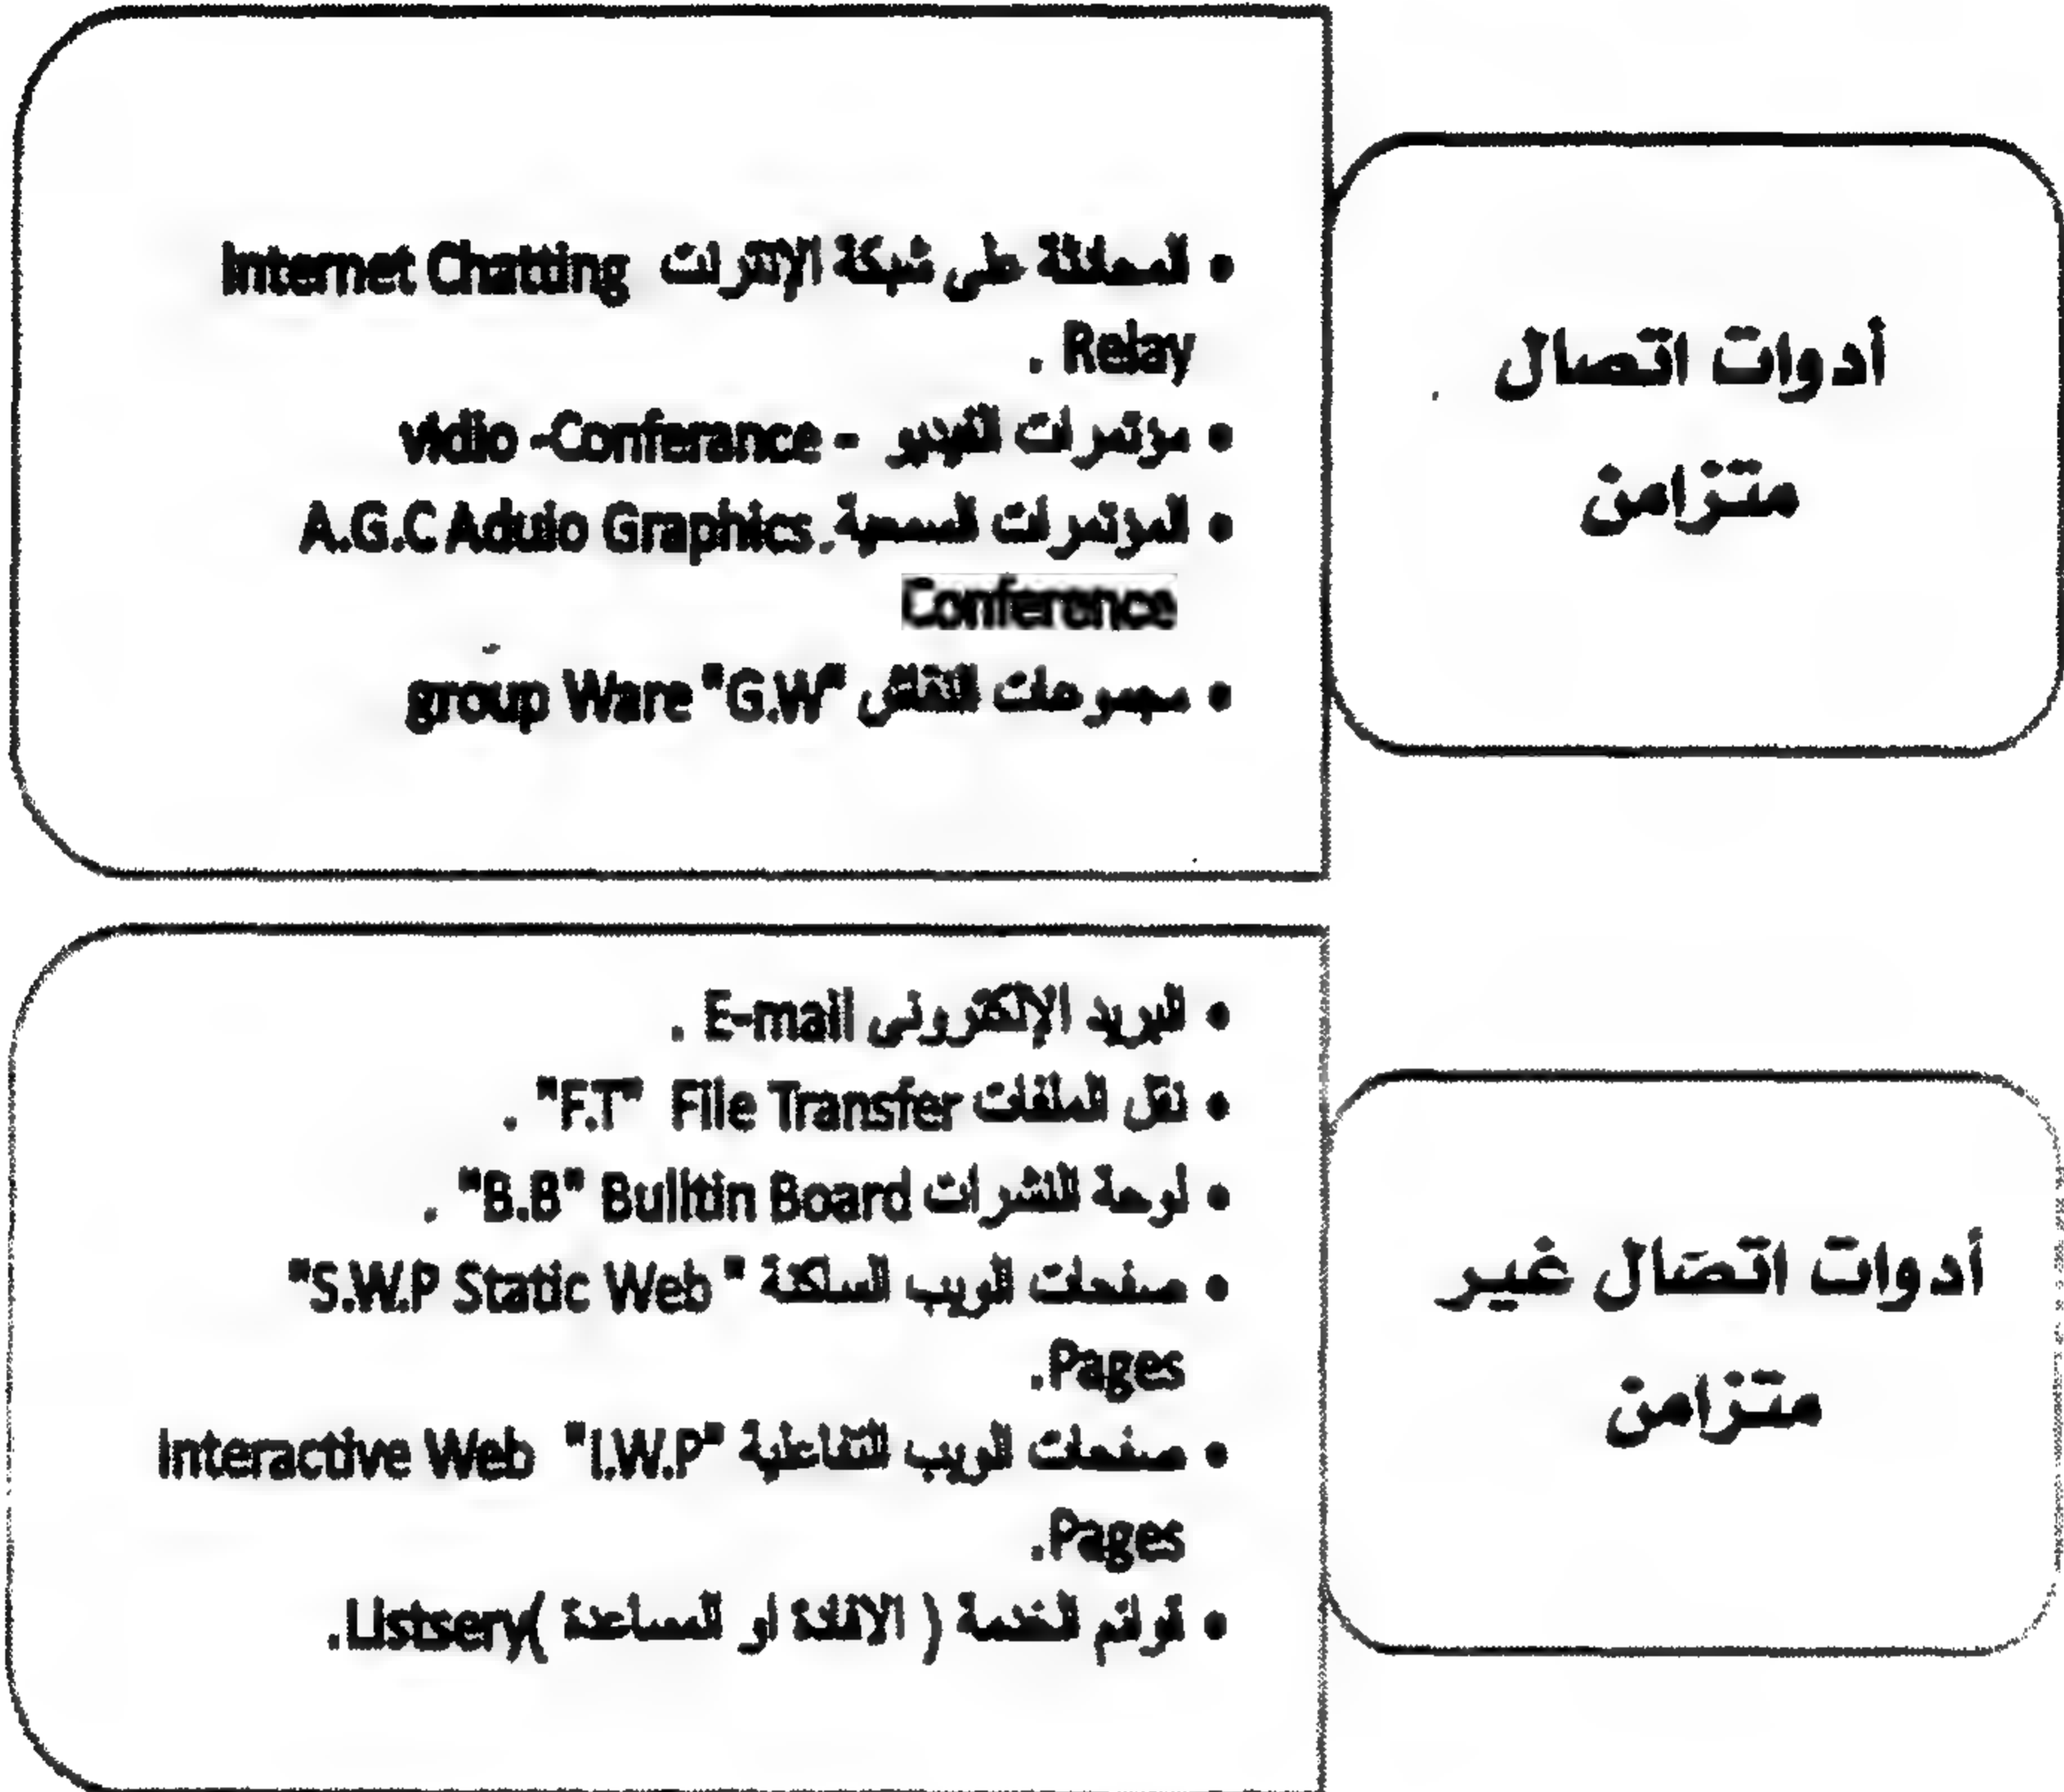 أدوات اتصال
متزامن
• المحادثة على شبكة الإنترنت Internet Chatting
Relay .
• مؤتمرات الفيديو - vidio -Conferance
• المؤتمرات السمعية. A.G.C Aduio Graphics
Conference
• مجموعات النقاش "G.W" group Ware
أدوات اتصال غير
متزامن
• البريد الإلكترونى E-mail .
• نقل الملفات File Transfer "F.T" .
• لوحة النشرات Bulltin Board "B.B" .
• صفحات الويب الساكنة " S.W.P Static Web"
Pages.
• صفحات الويب التفاعلية "I.W.P" Interactive Web
Pages.
• قوائم الخدمة ( الافادة او المساعدة )Listserv.